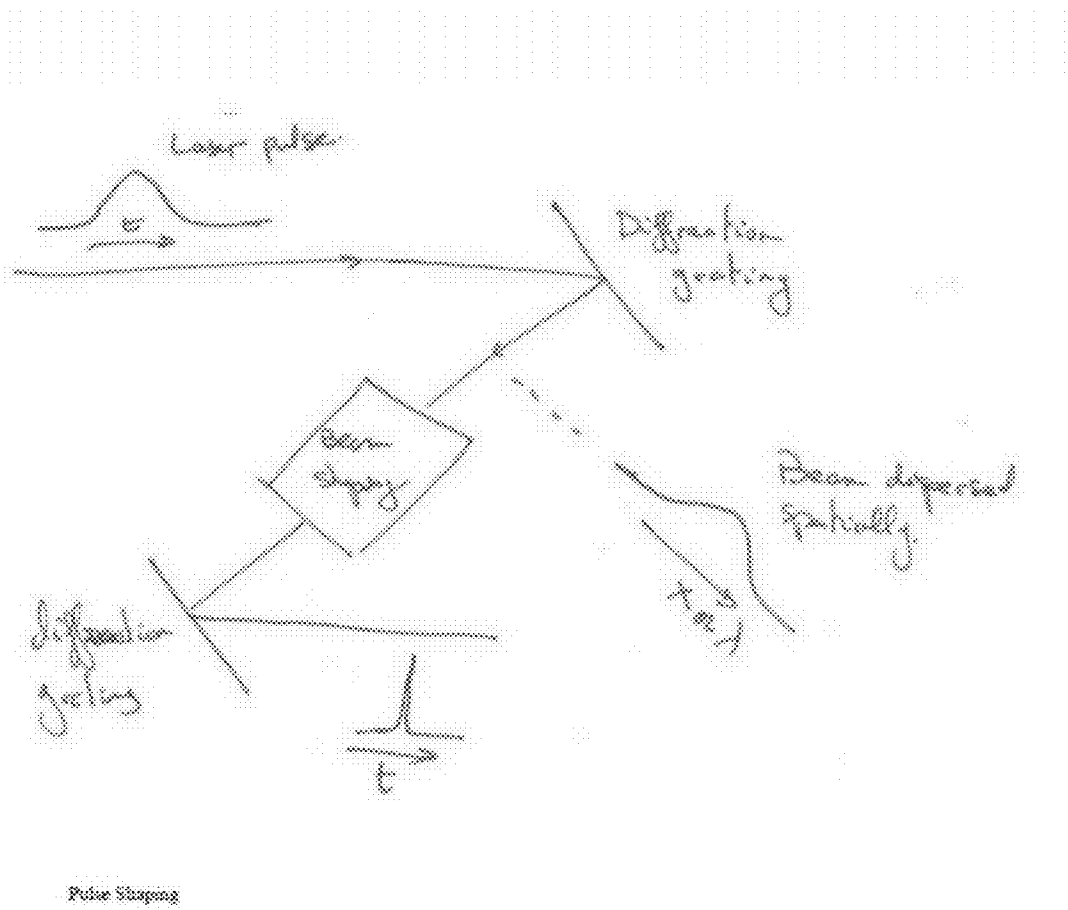 Laser pulse
Diffraction
grating
Beam
Shaping
Beam dispersed
spatially
Diffraction
grating
t
Pulse Shaping